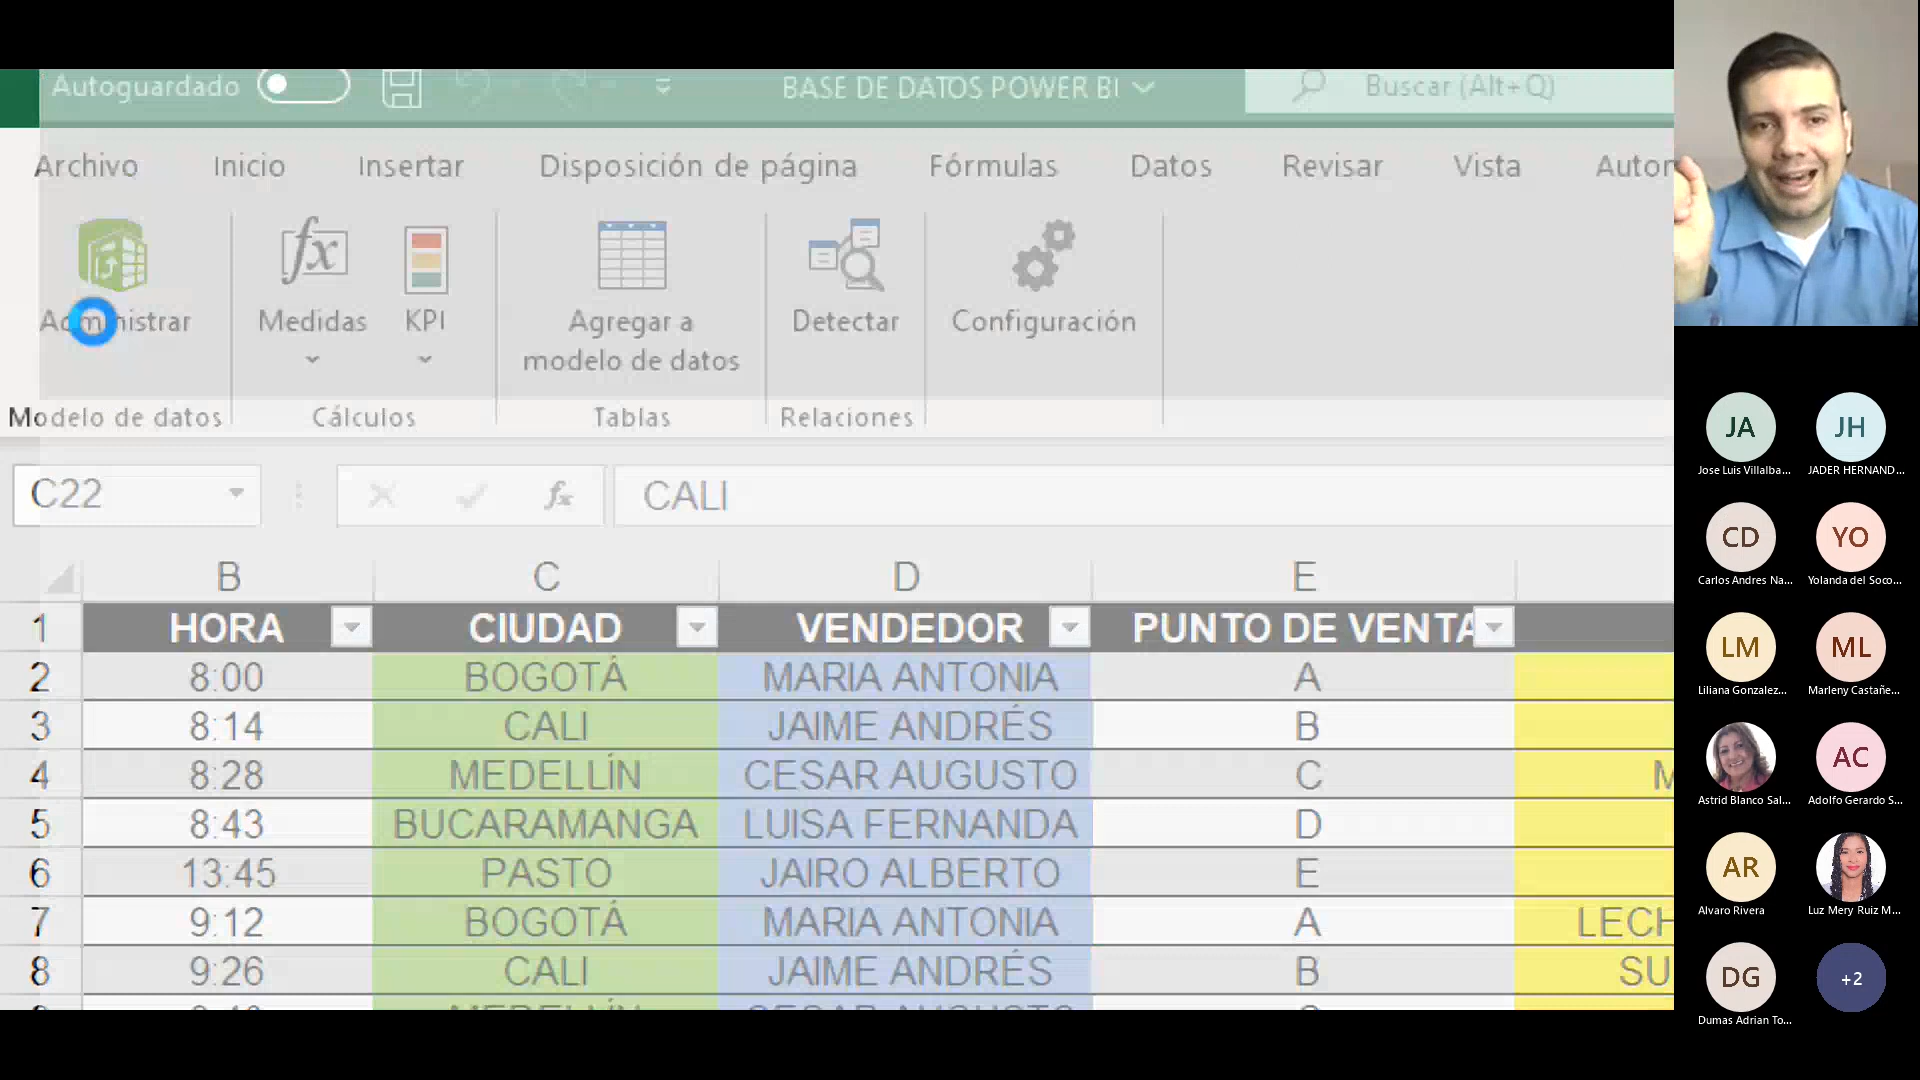 Autoguardado BASE DE DATOS POWER BI Buscar (Alt+Q)
Archivo Inicio Insertar Disposición de página Fórmulas Datos Revisar Vista Autor
Administrar Medidas KPI Agregar a modelo de datos Detectar Configuración
Modelo de datos Cálculos Tablas Relaciones
C22 fx CALI
B C D E
1 HORA CIUDAD VENDEDOR PUNTO DE VENTA
2 8:00 BOGOTÁ MARIA ANTONIA A
3 8:14 CALI JAIME ANDRÉS B
4 8:28 MEDELLÍN CESAR AUGUSTO C M
5 8:43 BUCARAMANGA LUISA FERNANDA D
6 13:45 PASTO JAIRO ALBERTO E
7 9:12 BOGOTÁ MARIA ANTONIA A LECH
8 9:26 CALI JAIME ANDRÉS B SU
JA JH
Jose Luis Villalba... JADER HERNAND...
CD YO
Carlos Andres Na... Yolanda del Soco...
LM ML
Liliana Gonzalez... Marleny Castañe...
AC
Astrid Blanco Sal... Adolfo Gerardo S...
AR
Alvaro Rivera Luz Mery Ruiz M...
DG +2
Dumas Adrian To...